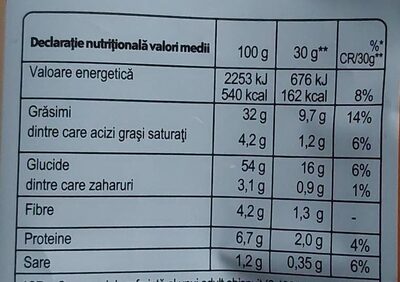 Declarație nutrițională valori medii 100 g 30 g** %* CR/30g**
Valoare energetică 2253 kJ 676 kJ
540 kcal 162 kcal 8%
Grăsimi 32 g 9,7 g 14%
dintre care acizi grași saturați 4,2 g 1,2 g 6%
Glucide 54 g 16 g 6%
dintre care zaharuri 3,1 g 0,9 g 1%
Fibre 4,2 g 1,3 g -
Proteine 6,7 g 2,0 g 4%
Sare 1,2 g 0,35 g 6%